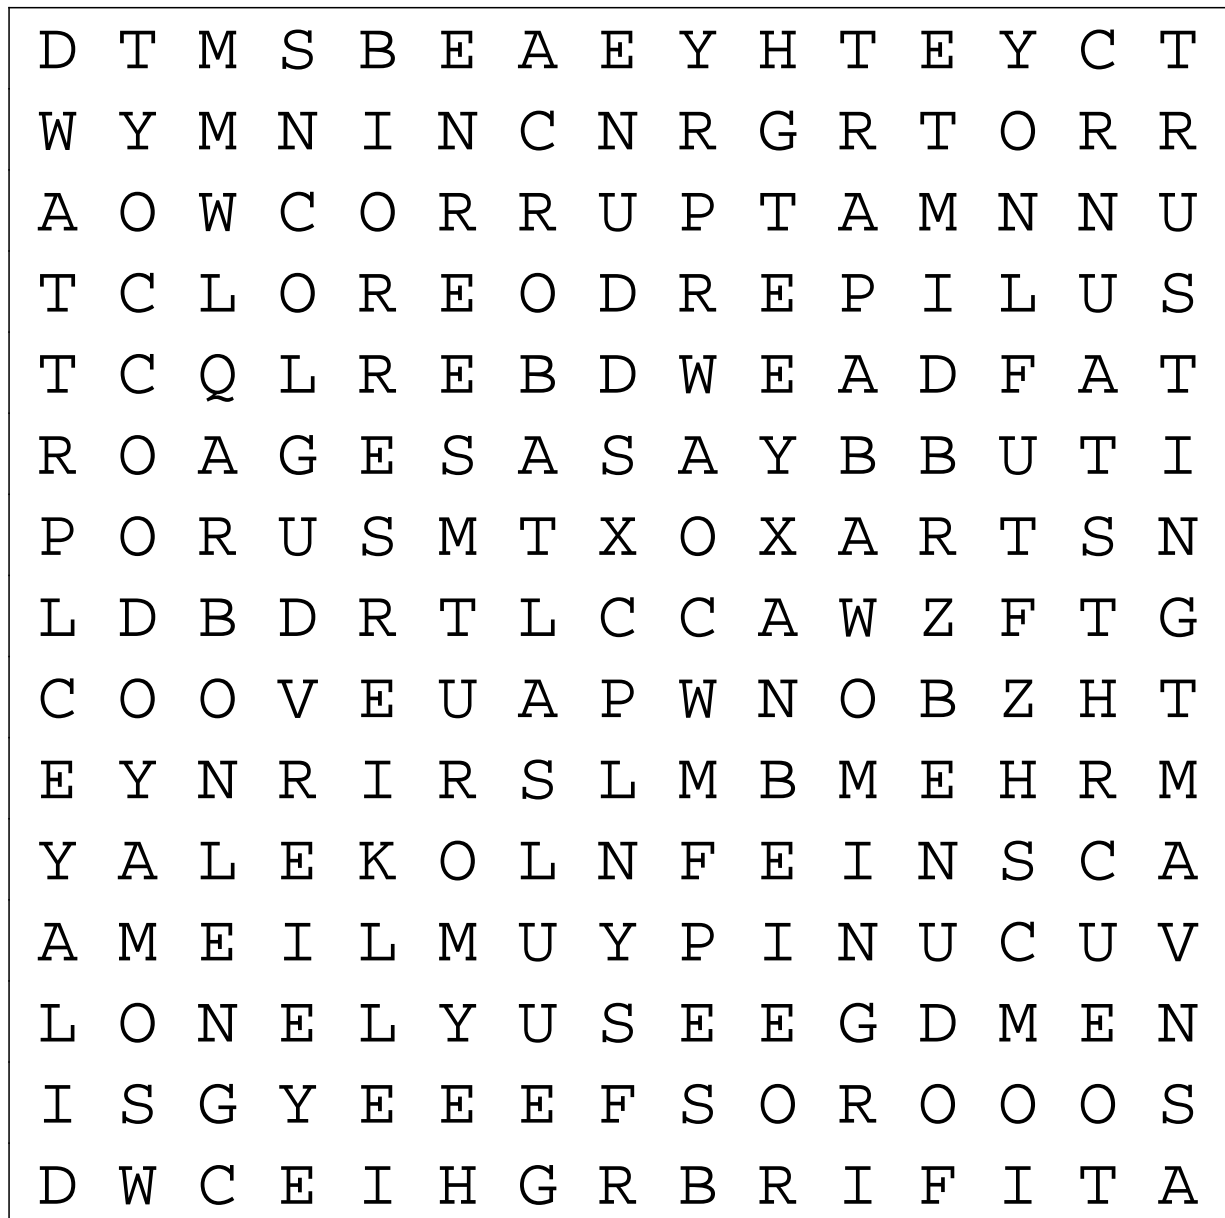 D T M S B E A E Y H T E Y C T
W Y M N I N C N R G R T O R R
A O W C O R R U P T A M N N U
T C L O R E O D R E P I L U S
T C Q L R E B D W E A D F A T
R O A G E S A S A Y B B U T I
P O R U S M T X O X A R T S N
L D B D R T L C C A W Z F T G
C O O V E U A P W N O B Z H T
E Y N R I R S L M B M E H R M
Y A L E K O L N F E I N S C A
A M E I L M U Y P I N U C U V
L O N E L Y U S E E G D M E N
I S G Y E E E F S O R O O O S
D W C E I H G R B R I F I T A